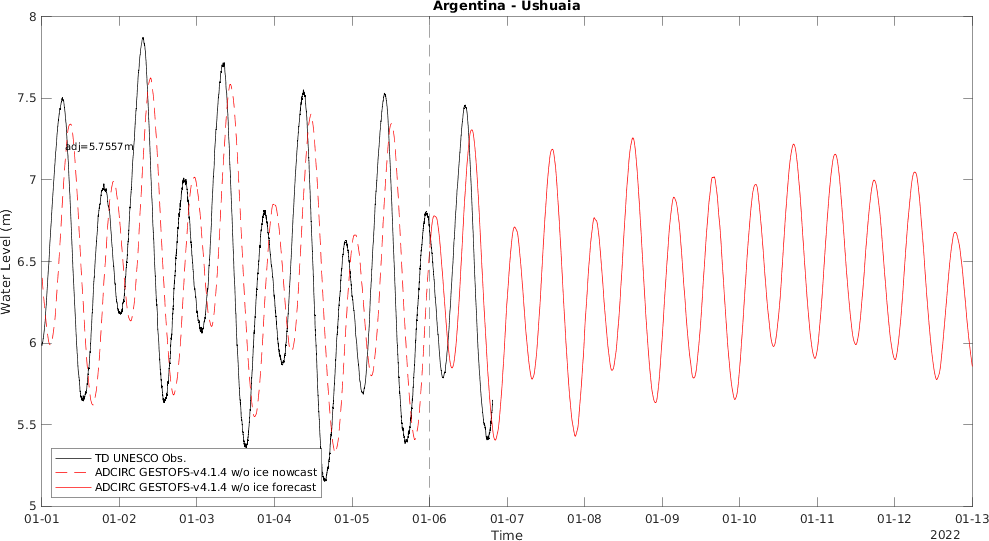 Argentina - Ushuaia
8
7.5
adj=5.7557m
7
6.5
Water Level (m)
6
5.5
TD UNESCO Obs.
ADCIRC GESTOFS-v4.1.4 w/o ice nowcast
ADCIRC GESTOFS-v4.1.4 w/o ice forecast
5
01-01 01-02 01-03 01-04 01-05 01-06 01-07 01-08 01-09 01-10 01-11 01-12 01-13
Time
2022